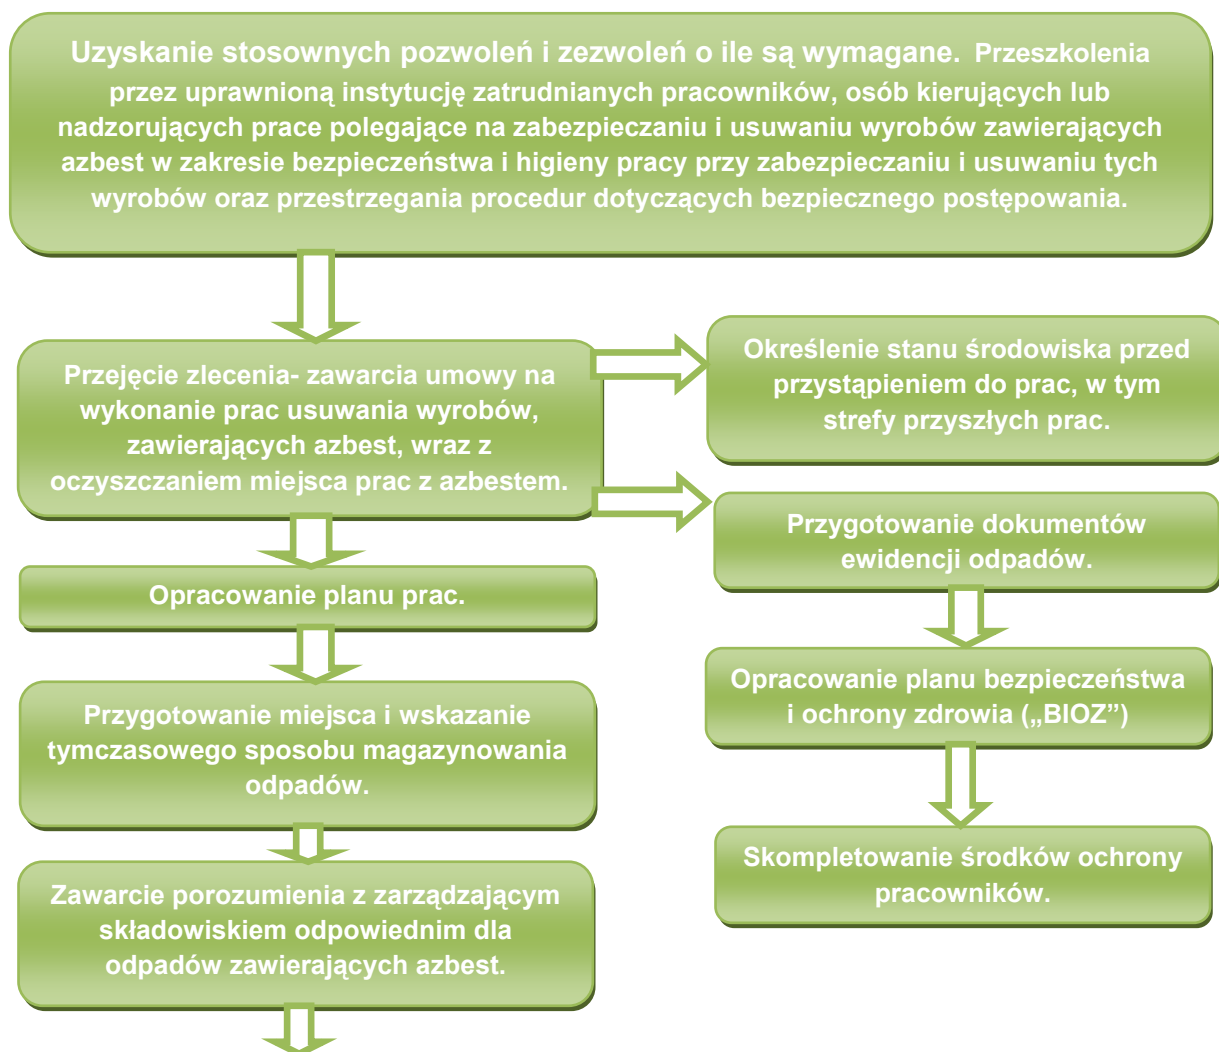 Uzyskanie stosownych pozwoleń i zezwoleń o ile są wymagane. Przeszkolenia
przez uprawnioną instytucję zatrudnianych pracowników, osób kierujących lub
nadzorujących prace polegające na zabezpieczaniu i usuwaniu wyrobów zawierających
azbest w zakresie bezpieczeństwa i higieny pracy przy zabezpieczaniu i usuwaniu tych
wyrobów oraz przestrzegania procedur dotyczących bezpiecznego postępowania.
Przejęcie zlecenia- zawarcia umowy na
wykonanie prac usuwania wyrobów,
zawierających azbest, wraz z
oczyszczaniem miejsca prac z azbestem.
Określenie stanu środowiska przed
przystąpieniem do prac, w tym
strefy przyszłych prac.
Przygotowanie dokumentów
ewidencji odpadów.
Opracowanie planu prac.
Opracowanie planu bezpieczeństwa
i ochrony zdrowia („BIOZ”)
Przygotowanie miejsca i wskazanie
tymczasowego sposobu magazynowania
odpadów.
Skompletowanie środków ochrony
pracowników.
Zawarcie porozumienia z zarządzającym
składowiskiem odpowiednim dla
odpadów zawierających azbest.